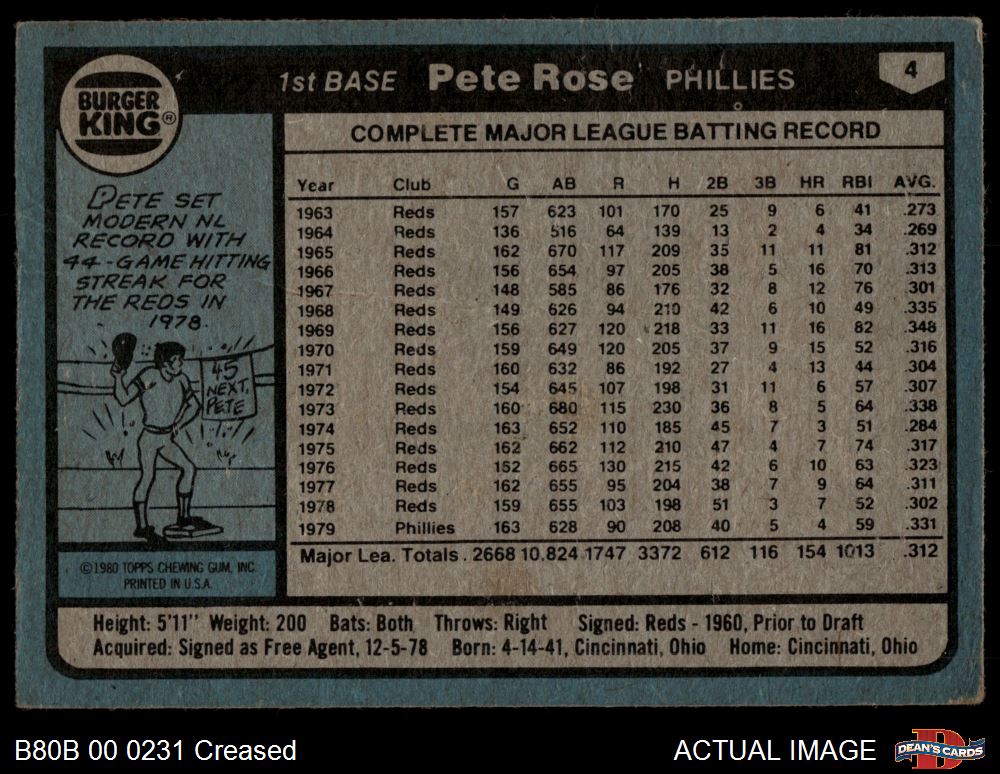 BURGER
KING®
1st BASE Pete Rose PHILLIES
4
COMPLETE MAJOR LEAGUE BATTING RECORD
PETE SET
MODERN NL
RECORD WITH
44-GAME HITTING
STREAK FOR
THE REDS IN
1978.
45
NEXT,
PETE
Year Club G AB R H 2B 3B HR RBI AVG.
1963 Reds 157 623 101 170 25 9 6 41 .273
1964 Reds 136 516 64 139 13 2 4 34 .269
1965 Reds 162 670 117 209 35 11 11 81 .312
1966 Reds 156 654 97 205 38 5 16 70 .313
1967 Reds 148 585 86 176 32 8 12 76 .301
1968 Reds 149 626 94 210 42 6 10 49 .335
1969 Reds 156 627 120 218 33 11 16 82 .348
1970 Reds 159 649 120 205 37 9 15 52 .316
1971 Reds 160 632 86 192 27 4 13 44 .304
1972 Reds 154 645 107 198 31 11 6 57 .307
1973 Reds 160 680 115 230 36 8 5 64 .338
1974 Reds 163 652 110 185 45 7 3 51 .284
1975 Reds 162 662 112 210 47 4 7 74 .317
1976 Reds 152 665 130 215 42 6 10 63 .323
1977 Reds 162 655 95 204 38 7 9 64 .311
1978 Reds 159 655 103 198 51 3 7 52 .302
1979 Phillies 163 628 90 208 40 5 4 59 .331
Major Lea. Totals . 2668 10.824 1747 3372 612 116 154 1013 .312
©1980 TOPPS CHEWING GUM, INC.
PRINTED IN U.S.A.
Height: 5'11" Weight: 200 Bats: Both Throws: Right Signed: Reds - 1960, Prior to Draft
Acquired: Signed as Free Agent, 12-5-78 Born: 4-14-41, Cincinnati, Ohio Home: Cincinnati, Ohio
B80B 00 0231 Creased
ACTUAL IMAGE
D
DEAN'S CARDS